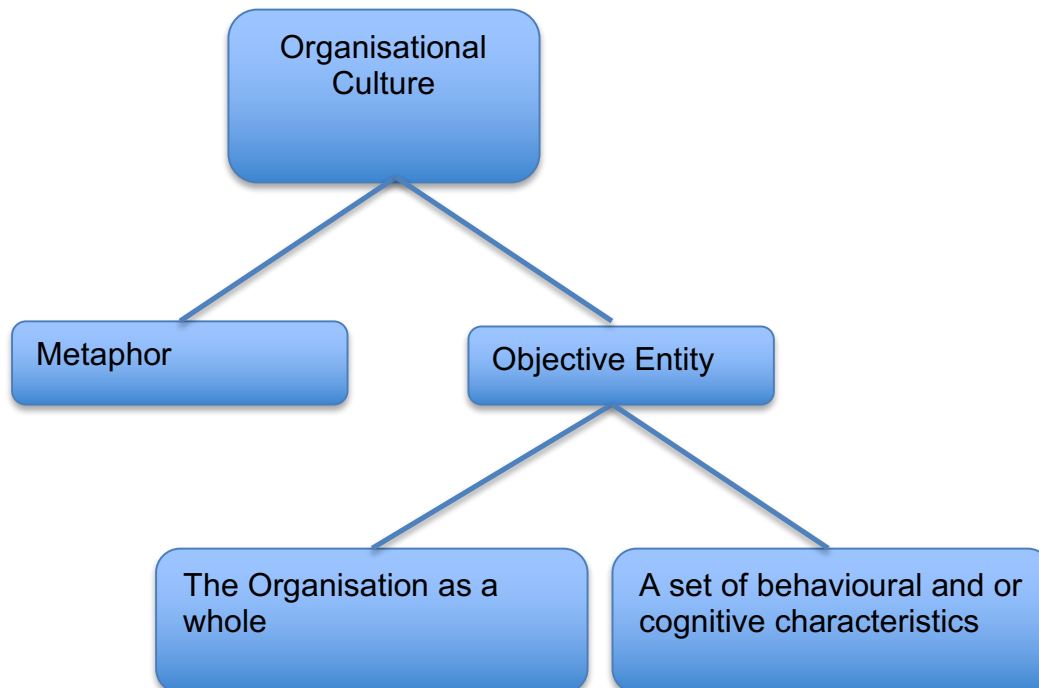 Organisational
Culture
Metaphor
Objective Entity
The Organisation as a
whole
A set of behavioural and or
cognitive characteristics